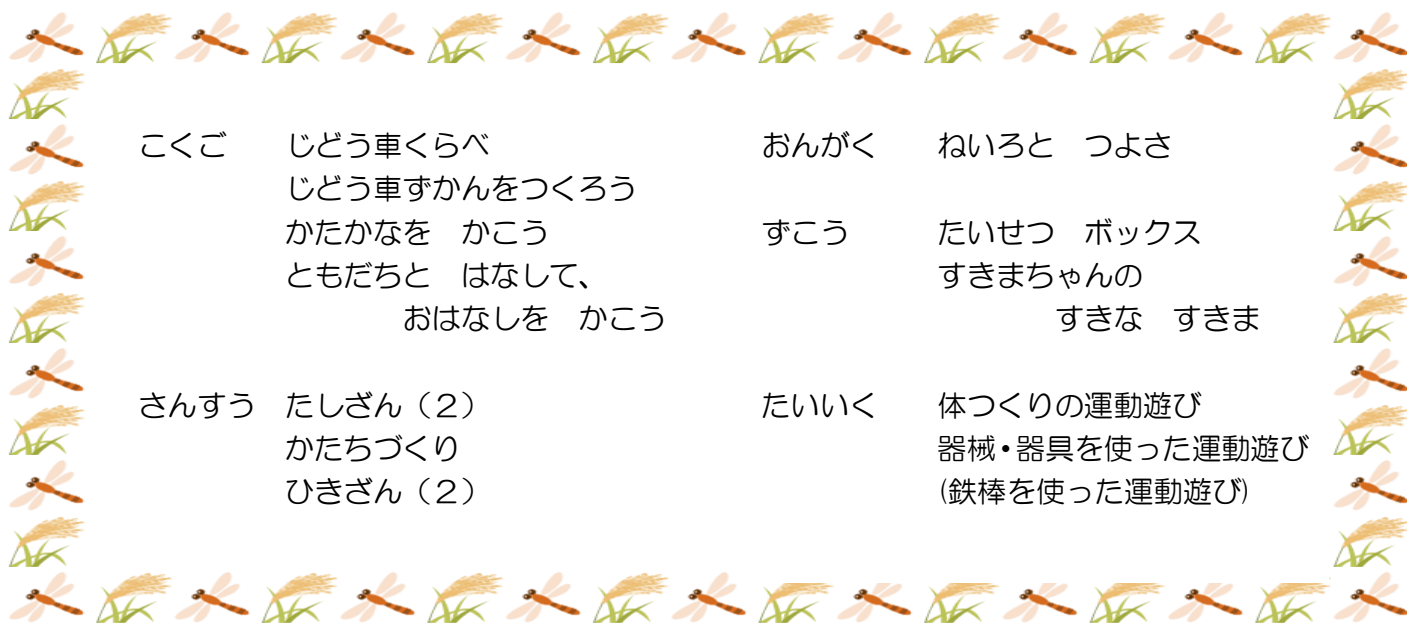 こくご　じどう車くらべ
じどう車ずかんをつくろう
かたかなを　かこう
ともだちと　はなして、
おはなしを　かこう
さんすう　たしざん（２）
かたちづくり
ひきざん（２）
おんがく　ねいろと　つよさ
ずこう　たいせつ　ボックス
すきまちゃんの
すきな　すきま
たいいく　体つくりの運動遊び
器械・器具を使った運動遊び
(鉄棒を使った運動遊び)